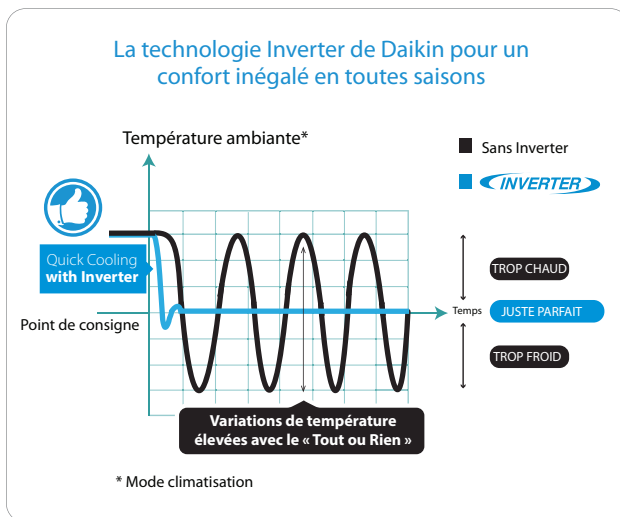 La technologie Inverter de Daikin pour un
confort inégalé en toutes saisons
Température ambiante*
Sans Inverter
INVERTER
Quick Cooling
with Inverter
TROP CHAUD
Point de consigne
Temps
JUSTE PARFAIT
TROP FROID
Variations de température
élevées avec le « Tout ou Rien »
* Mode climatisation